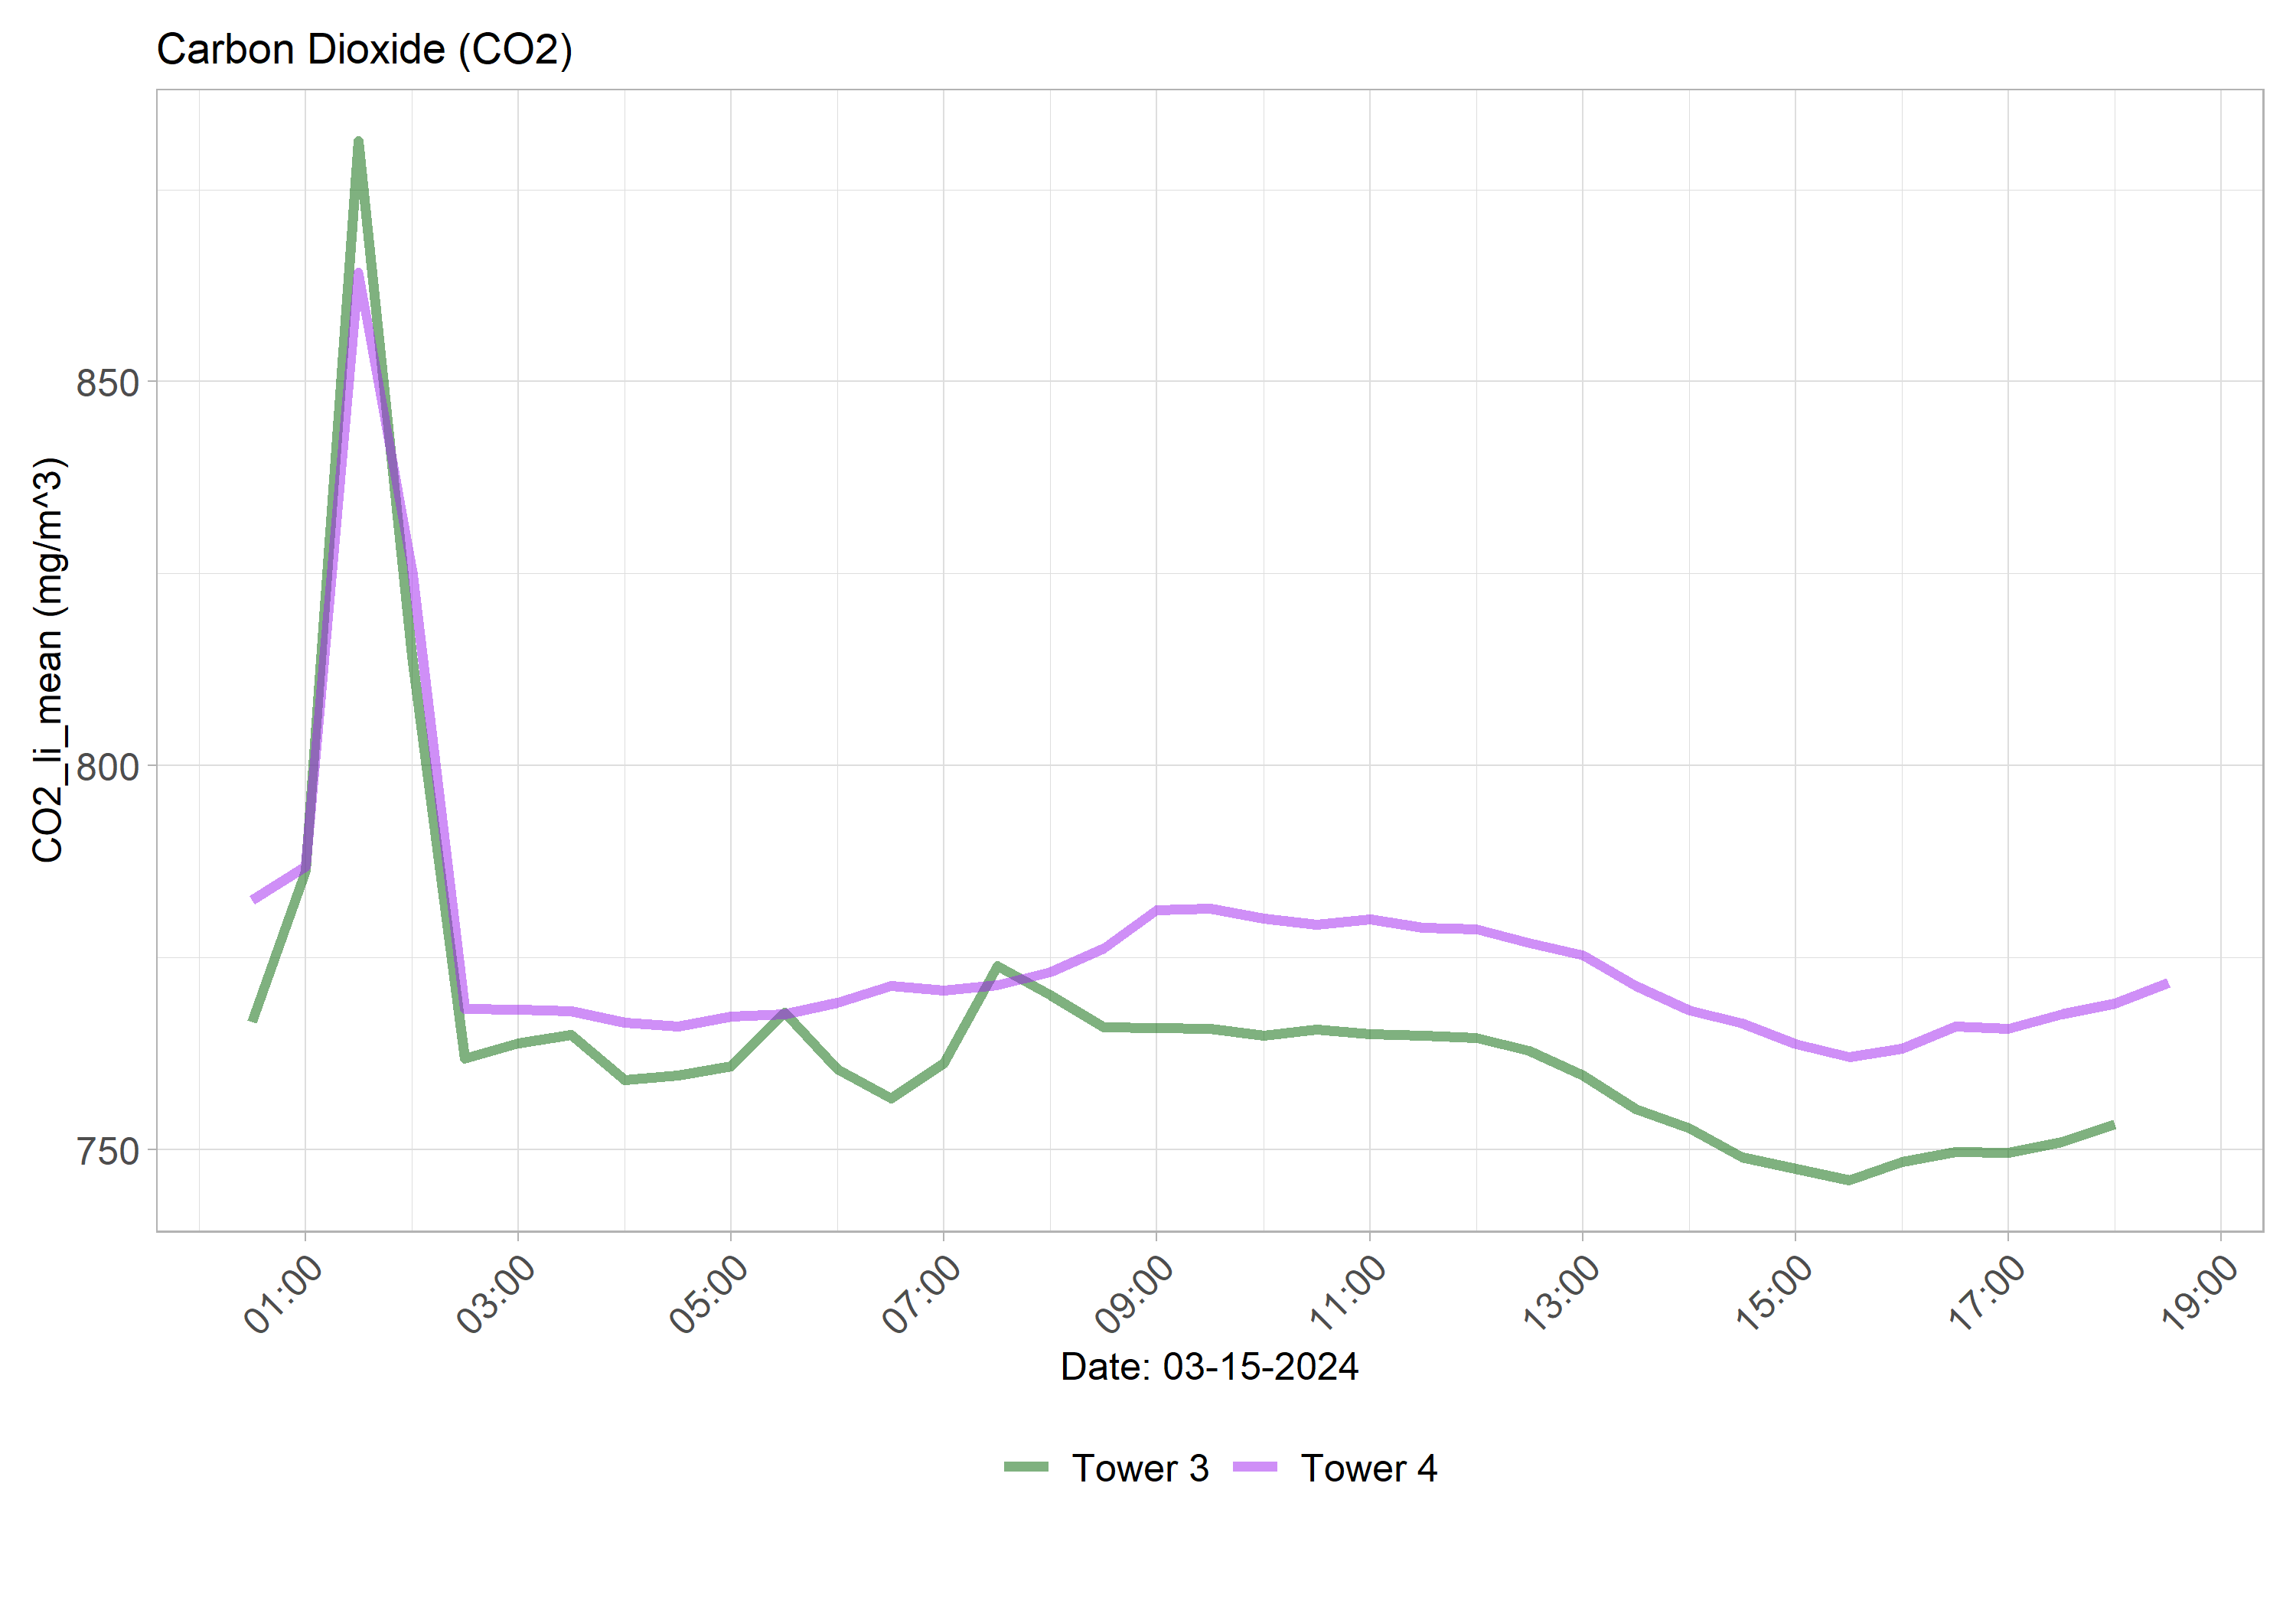 Carbon Dioxide (CO2)
CO2_li_mean (mg/m^3)
850
800
750
01:00
03:00
05:00
07:00
09:00
11:00
13:00
15:00
17:00
19:00
Date: 03-15-2024
Tower 3
Tower 4